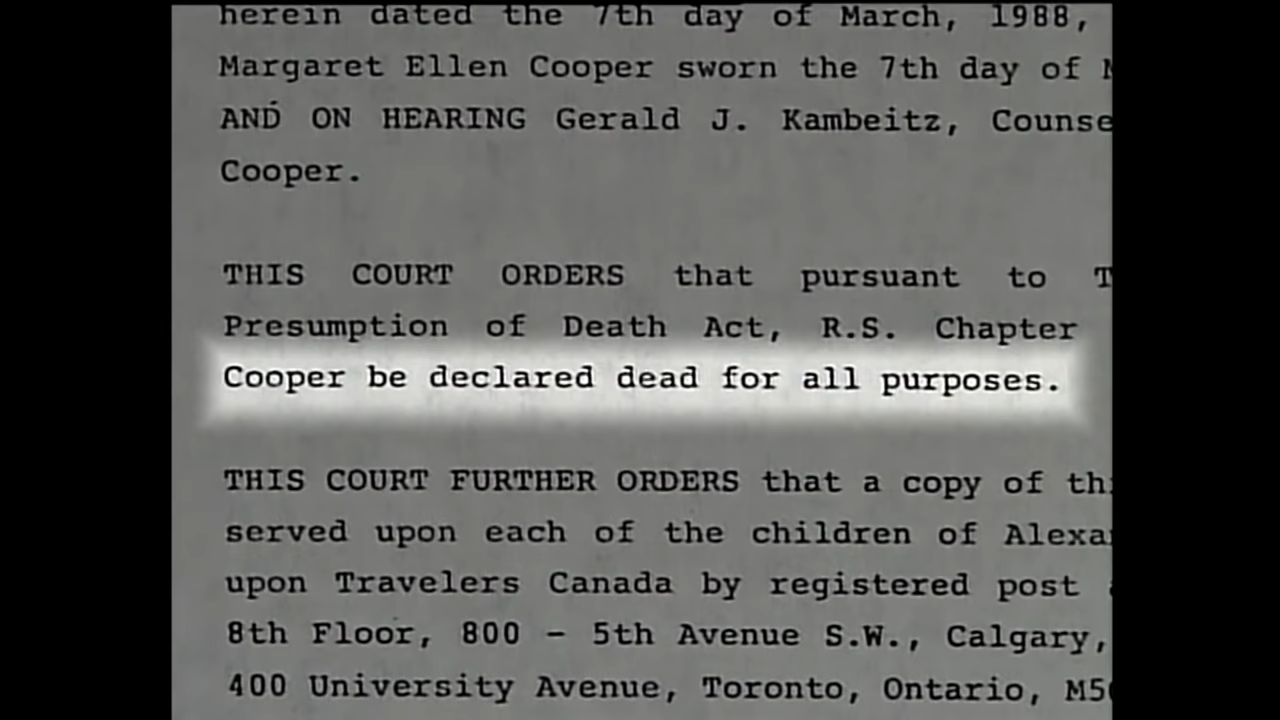 herein dated the 7th day of March, 1988,
Margaret Ellen Cooper sworn the 7th day of
AND ON HEARING Gerald J. Kambeitz,
Cooper.
THIS COURT ORDERS that pursuant to
Presumption of Death Act, R.S. Chapter
Cooper be declared dead for all purposes.
THIS COURT FURTHER ORDERS that a copy of
served upon each of the children of
upon Travelers Canada by registered post
8th Floor, 800 - 5th Avenue S.W., Calgary,
400 University Avenue, Toronto, Ontario,